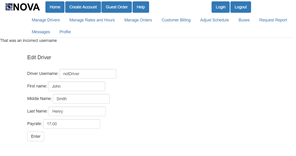 NOVA Home Create Account Guest Order Help Login Logout
Manage Drivers Manage Rates and Hours Manage Orders Customer Billing Adjust Schedule Buses Request Report
Messages Profile
That was an incorrect username
Edit Driver
Driver Username: notDriver
First name: John
Middle Name: Smith
Last Name: Henry
Payrate: 17.00
Enter